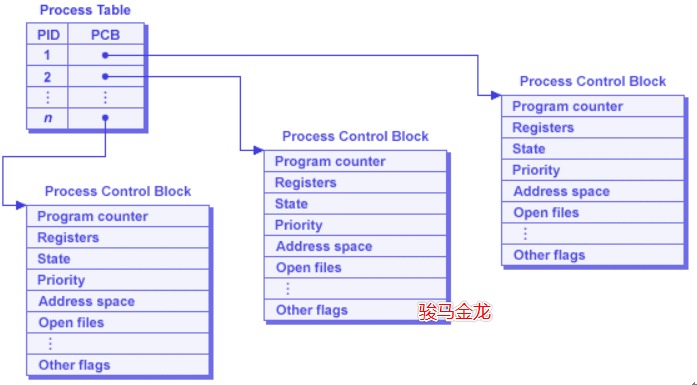 Process Table
PID PCB
1
2
⋮ ⋮
n
Process Control Block
Program counter
Registers
State
Priority
Address space
Open files
⋮
Other flags
Process Control Block
Program counter
Registers
State
Priority
Address space
Open files
⋮
Other flags
Process Control Block
Program counter
Registers
State
Priority
Address space
Open files
⋮
Other flags
骏马金龙